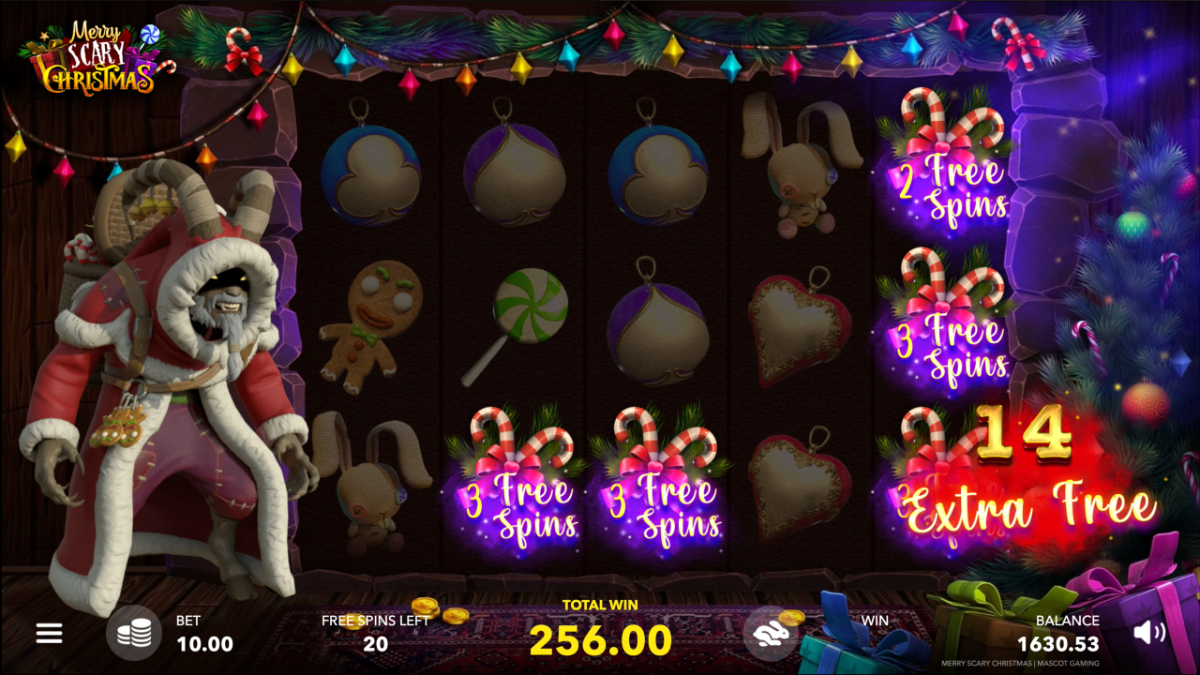 Merry
SCARY
CHRISTMAS
2 Free
Spins
3 Free
Spins
3 Free
Spins
3 Free
Spins
3
14
Extra Free
BET
10.00
FREE SPINS LEFT
20
TOTAL WIN
256.00
WIN
BALANCE
1630.53
MERRY SCARY CHRISTMAS | MASCOT GAMING